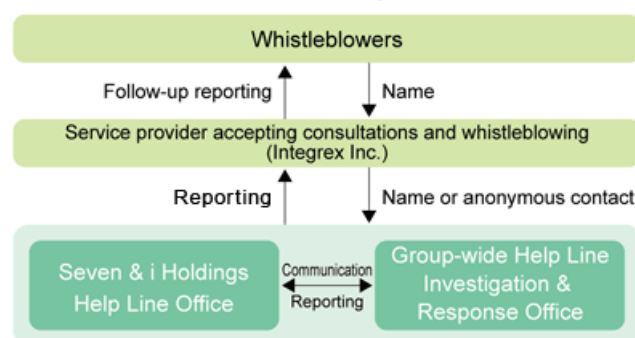 Whistleblowers
Follow-up reporting
Name
Service provider accepting consultations and whistleblowing
(Integrex Inc.)
Reporting
Name or anonymous contact
Seven & i Holdings
Help Line Office
Communication
Reporting
Group-wide Help Line
Investigation &
Response Office